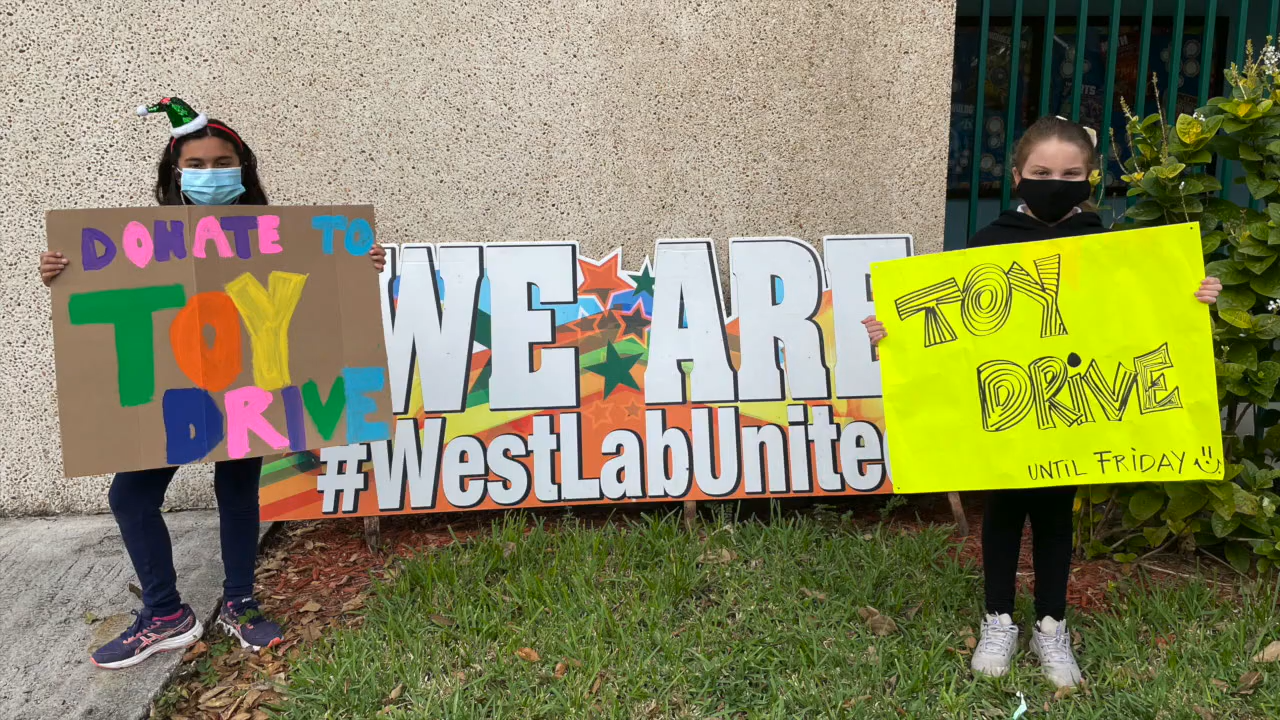 DONATE TO
TOY
DRIVE
WE ARE
#WestLabUnite
TOY
DRiVE
UNTIL FRIDAY